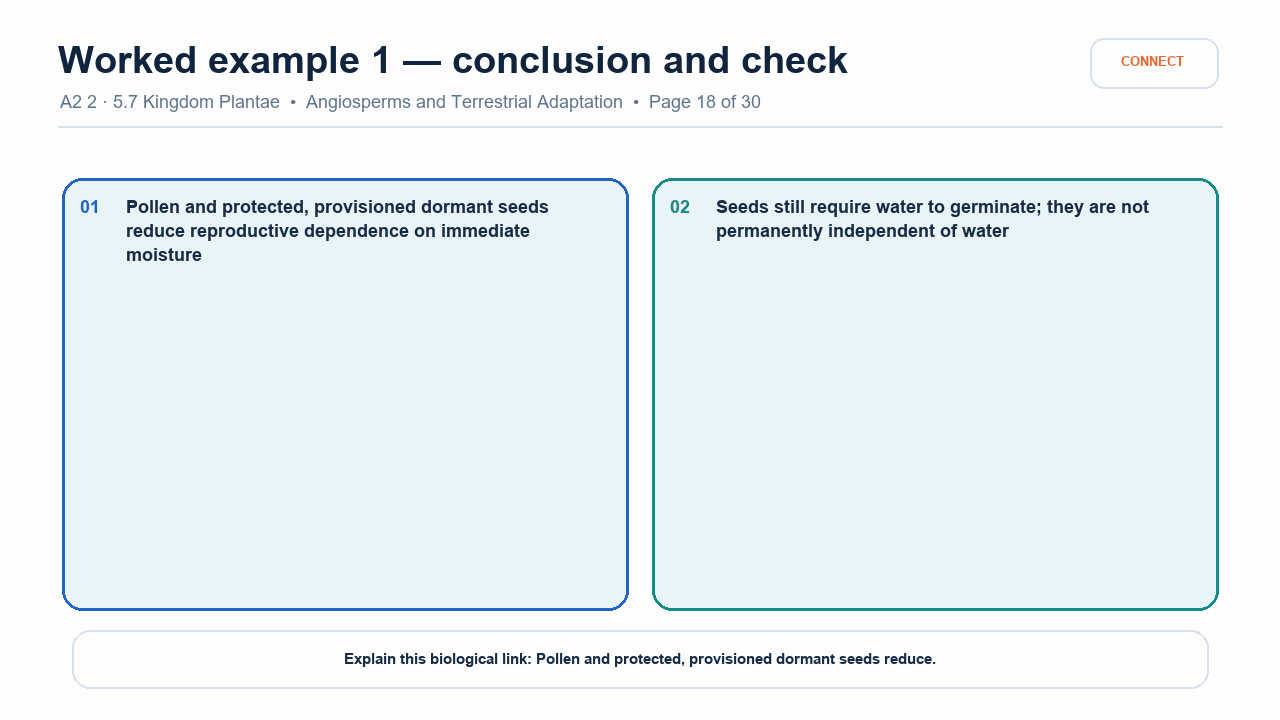 Worked example 1 — conclusion and check
CONNECT
A2 2 · 5.7 Kingdom Plantae • Angiosperms and Terrestrial Adaptation • Page 18 of 30
01 Pollen and protected, provisioned dormant seeds
reduce reproductive dependence on immediate
moisture
02 Seeds still require water to germinate; they are not
permanently independent of water
Explain this biological link: Pollen and protected, provisioned dormant seeds reduce.